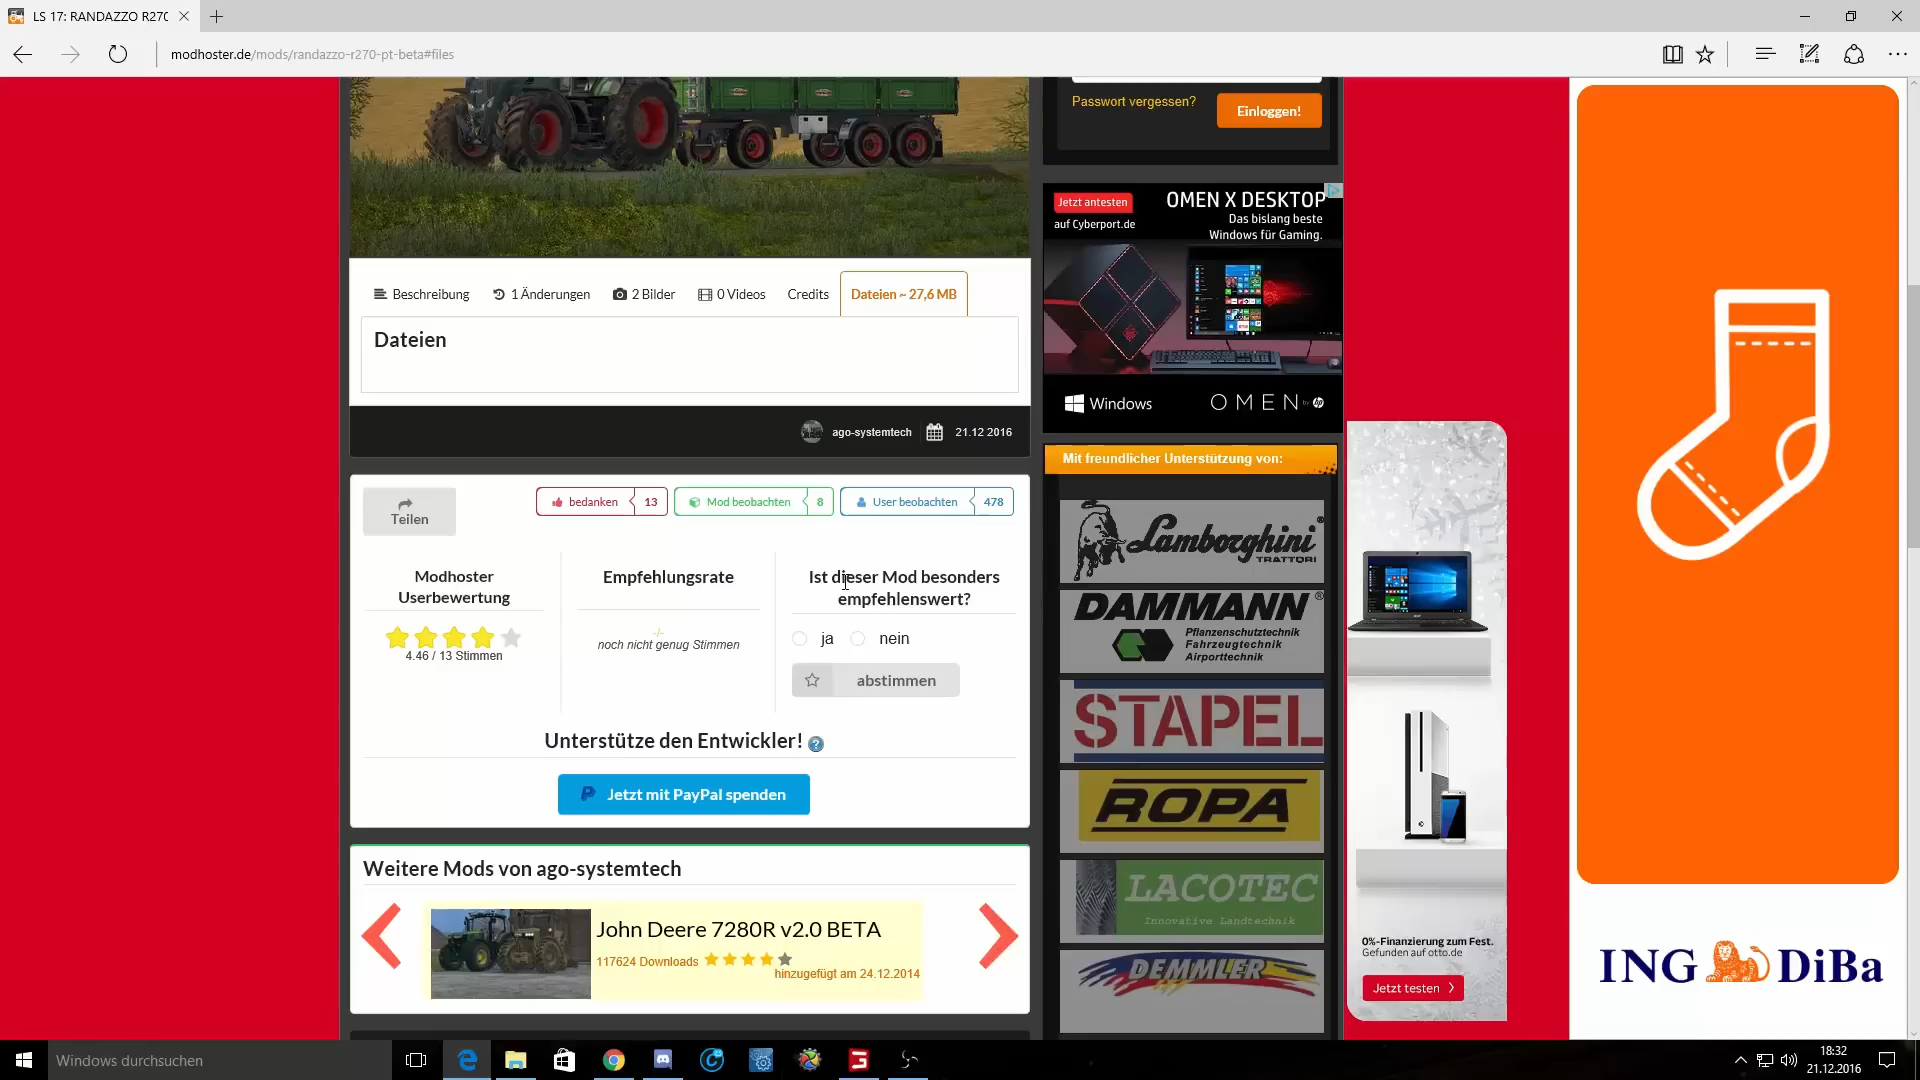 LS 17: RANDAZZO R270
modhoster.de/mods/randazzo-r270-pt-beta#files
Passwort vergessen?
Einloggen!
Jetzt antesten
auf Cyberport.de
OMEN X DESKTOP
Das bislang beste
Windows für Gaming.
Windows
OMEN by hp
Beschreibung
1 Änderungen
2 Bilder
0 Videos
Credits
Dateien ~ 27,6 MB
Dateien
ago-systemtech
21.12 2016
Mit freundlicher Unterstützung von:
Teilen
bedanken 13
Mod beobachten 8
User beobachten 478
Modhoster
Userbewertung
4.46 / 13 Stimmen
Empfehlungsrate
-/-
noch nicht genug Stimmen
Ist dieser Mod besonders
empfehlenswert?
ja
nein
abstimmen
Unterstütze den Entwickler!
Jetzt mit PayPal spenden
Weitere Mods von ago-systemtech
John Deere 7280R v2.0 BETA
117624 Downloads
hinzugefügt am 24.12.2014
Lamborghini®
TRATTORI
DAMMANN®
Pflanzenschutztechnik
Fahrzeugtechnik
Airporttechnik
STAPEL
ROPA
LACOTEC
Innovative Landtechnik
DEMMLER
0%-Finanzierung zum Fest.
Gefunden auf otto.de
Jetzt testen
ING DiBa
Windows durchsuchen
18:32
21.12.2016